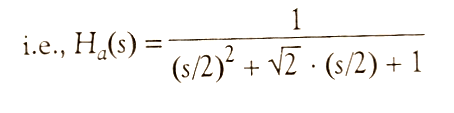 i.e., Hₐ(s) = 1 / ((s/2)² + √2 · (s/2) + 1)